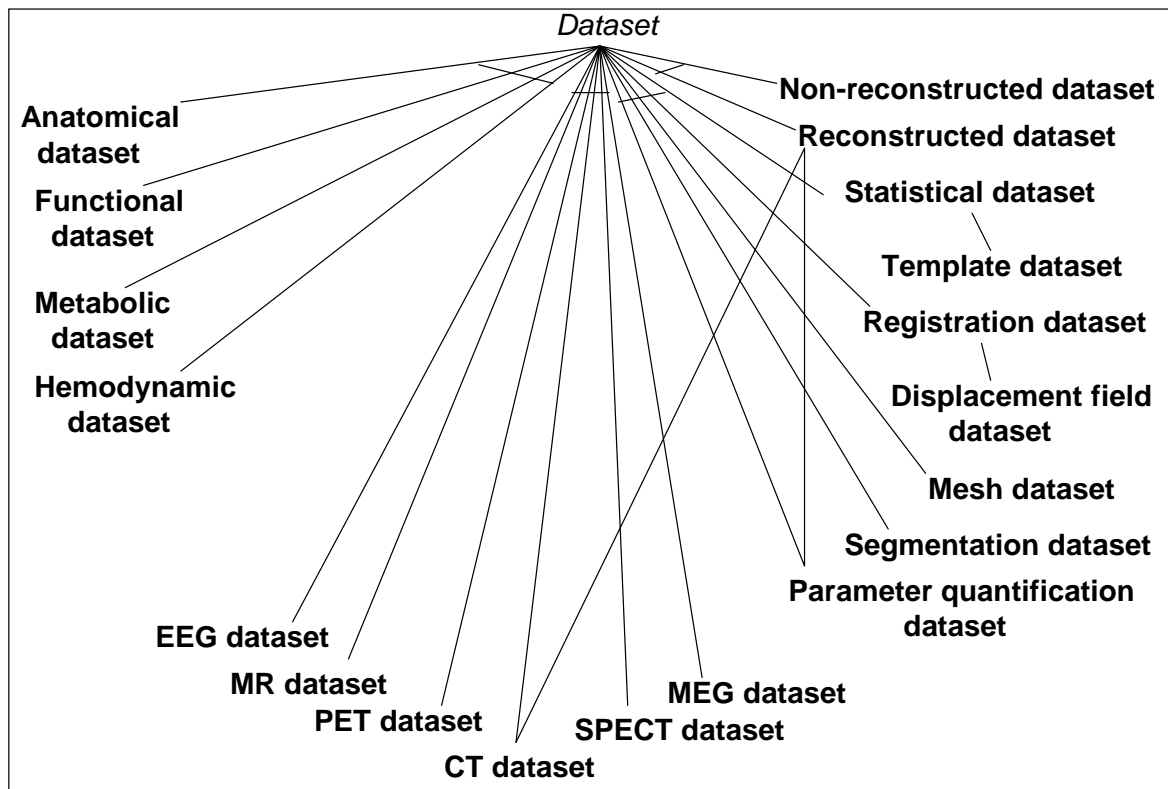 Dataset
Anatomical
dataset
Functional
dataset
Metabolic
dataset
Hemodynamic
dataset
EEG dataset
MR dataset
PET dataset
CT dataset
SPECT dataset
MEG dataset
Non-reconstructed dataset
Reconstructed dataset
Statistical dataset
Template dataset
Registration dataset
Displacement field
dataset
Mesh dataset
Segmentation dataset
Parameter quantification
dataset